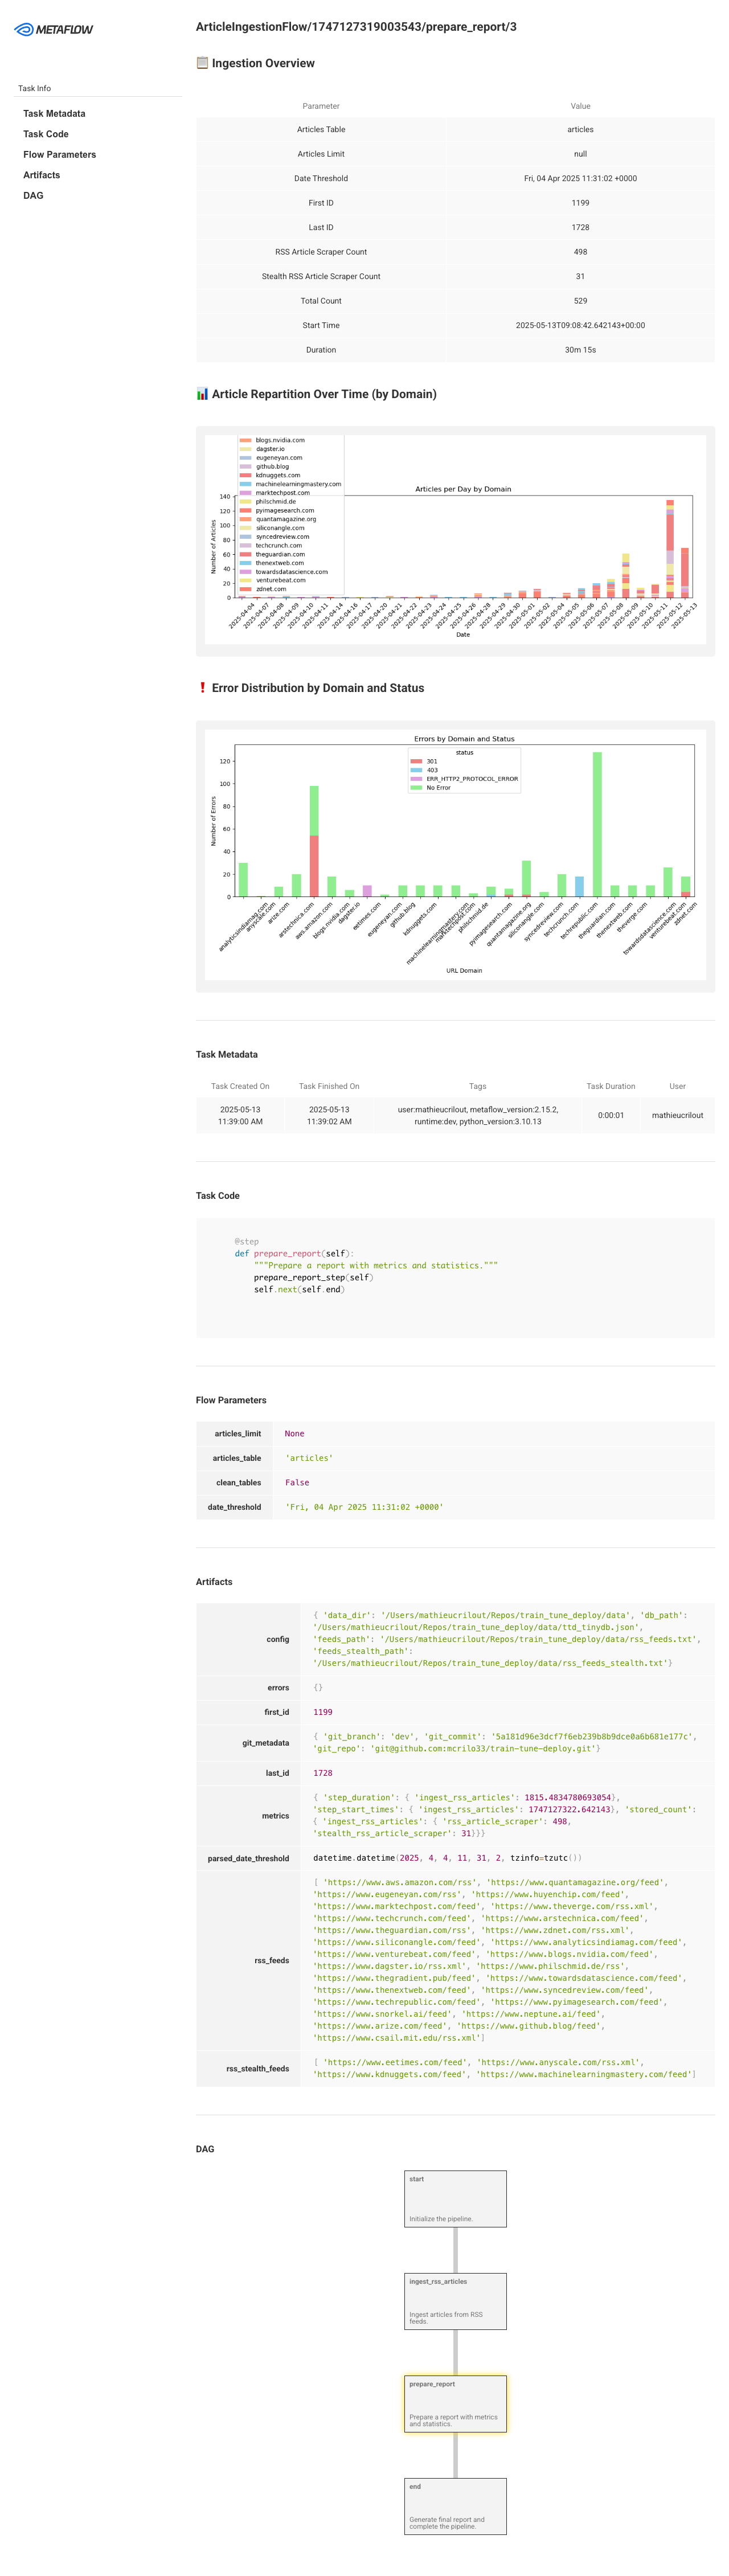 METAFLOW
Task Info
Task Metadata
Task Code
Flow Parameters
Artifacts
DAG
ArticleIngestionFlow/1747127319003543/prepare_report/3
📋 Ingestion Overview
Parameter Value
Articles Table articles
Articles Limit null
Date Threshold Fri, 04 Apr 2025 11:31:02 +0000
First ID 1199
Last ID 1728
RSS Article Scraper Count 498
Stealth RSS Article Scraper Count 31
Total Count 529
Start Time 2025-05-13T09:08:42.642143+00:00
Duration 30m 15s
📊 Article Repartition Over Time (by Domain)
blogs.nvidia.com
dagster.io
eugeneyan.com
github.blog
kdnuggets.com
machinelearningmastery.com
marktechpost.com
philschmid.de
pyimagesearch.com
quantamagazine.org
siliconangle.com
syncedreview.com
techcrunch.com
theguardian.com
thenextweb.com
towardsdatascience.com
venturebeat.com
zdnet.com
Articles per Day by Domain
Number of Articles
140
120
100
80
60
40
20
0
2025-04-04
2025-04-07
2025-04-08
2025-04-09
2025-04-10
2025-04-11
2025-04-14
2025-04-16
2025-04-17
2025-04-20
2025-04-21
2025-04-22
2025-04-23
2025-04-24
2025-04-25
2025-04-26
2025-04-28
2025-04-29
2025-04-30
2025-05-01
2025-05-02
2025-05-04
2025-05-05
2025-05-06
2025-05-07
2025-05-08
2025-05-09
2025-05-10
2025-05-11
2025-05-12
2025-05-13
Date
❗ Error Distribution by Domain and Status
Errors by Domain and Status
status
301
403
ERR_HTTP2_PROTOCOL_ERROR
No Error
Number of Errors
120
100
80
60
40
20
0
analyticsindiamag.com
anyscale.com
arize.com
arstechnica.com
aws.amazon.com
blogs.nvidia.com
dagster.io
eetimes.com
eugeneyan.com
github.blog
kdnuggets.com
machinelearningmastery.com
marktechpost.com
philschmid.de
pyimagesearch.com
quantamagazine.org
siliconangle.com
syncedreview.com
techcrunch.com
techrepublic.com
theguardian.com
thenextweb.com
theverge.com
towardsdatascience.com
venturebeat.com
zdnet.com
URL Domain
Task Metadata
Task Created On Task Finished On Tags Task Duration User
2025-05-13 2025-05-13 user:mathieucrilout, metaflow_version:2.15.2, 0:00:01 mathieucrilout
11:39:00 AM 11:39:02 AM runtime:dev, python_version:3.10.13
Task Code
@step
def prepare_report(self):
"""Prepare a report with metrics and statistics."""
prepare_report_step(self)
self.next(self.end)
Flow Parameters
articles_limit None
articles_table 'articles'
clean_tables False
date_threshold 'Fri, 04 Apr 2025 11:31:02 +0000'
Artifacts
config { 'data_dir': '/Users/mathieucrilout/Repos/train_tune_deploy/data', 'db_path':
'/Users/mathieucrilout/Repos/train_tune_deploy/data/ttd_tinydb.json',
'feeds_path': '/Users/mathieucrilout/Repos/train_tune_deploy/data/rss_feeds.txt',
'feeds_stealth_path':
'/Users/mathieucrilout/Repos/train_tune_deploy/data/rss_feeds_stealth.txt'}
errors {}
first_id 1199
git_metadata { 'git_branch': 'dev', 'git_commit': '5a181d96e3dcf7f6eb239b8b9dce0a6b681e177c',
'git_repo': 'git@github.com:mcrilo33/train-tune-deploy.git'}
last_id 1728
metrics { 'step_duration': { 'ingest_rss_articles': 1815.4834780693054},
'step_start_times': { 'ingest_rss_articles': 1747127322.642143}, 'stored_count':
{ 'ingest_rss_articles': { 'rss_article_scraper': 498,
'stealth_rss_article_scraper': 31}}}
parsed_date_threshold datetime.datetime(2025, 4, 4, 11, 31, 2, tzinfo=tzutc())
rss_feeds [ 'https://www.aws.amazon.com/rss', 'https://www.quantamagazine.org/feed',
'https://www.eugeneyan.com/rss', 'https://www.huyenchip.com/feed',
'https://www.marktechpost.com/feed', 'https://www.theverge.com/rss.xml',
'https://www.techcrunch.com/feed', 'https://www.arstechnica.com/feed',
'https://www.theguardian.com/rss', 'https://www.zdnet.com/rss.xml',
'https://www.siliconangle.com/feed', 'https://www.analyticsindiamag.com/feed',
'https://www.venturebeat.com/feed', 'https://www.blogs.nvidia.com/feed',
'https://www.dagster.io/rss.xml', 'https://www.philschmid.de/rss',
'https://www.thegradient.pub/feed', 'https://www.towardsdatascience.com/feed',
'https://www.thenextweb.com/feed', 'https://www.syncedreview.com/feed',
'https://www.techrepublic.com/feed', 'https://www.pyimagesearch.com/feed',
'https://www.snorkel.ai/feed', 'https://www.neptune.ai/feed',
'https://www.arize.com/feed', 'https://www.github.blog/feed',
'https://www.csail.mit.edu/rss.xml']
rss_stealth_feeds [ 'https://www.eetimes.com/feed', 'https://www.anyscale.com/rss.xml',
'https://www.kdnuggets.com/feed', 'https://www.machinelearningmastery.com/feed']
DAG
start
Initialize the pipeline.
ingest_rss_articles
Ingest articles from RSS
feeds.
prepare_report
Prepare a report with metrics
and statistics.
end
Generate final report and
complete the pipeline.